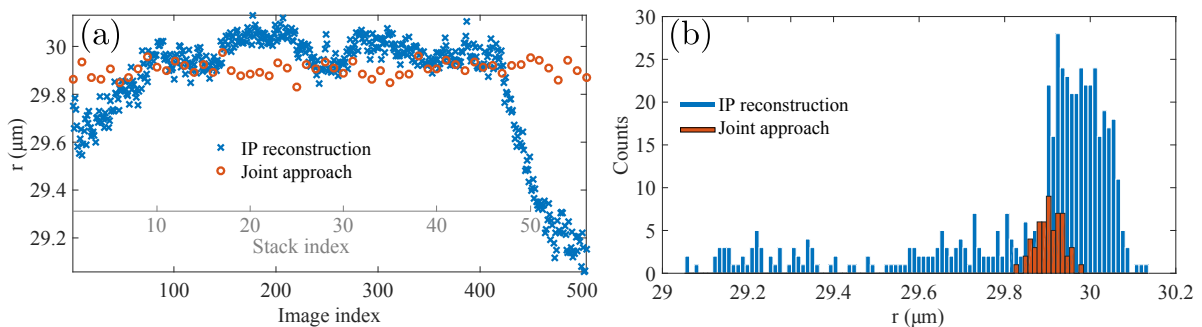 (a)
30
29.8
29.6
29.4
29.2
r (μm)
IP reconstruction
Joint approach
10 20 30 40 50
Stack index
100 200 300 400 500
Image index
(b)
30
25
20
15
10
5
0
Counts
IP reconstruction
Joint approach
29 29.2 29.4 29.6 29.8 30 30.2
r (μm)